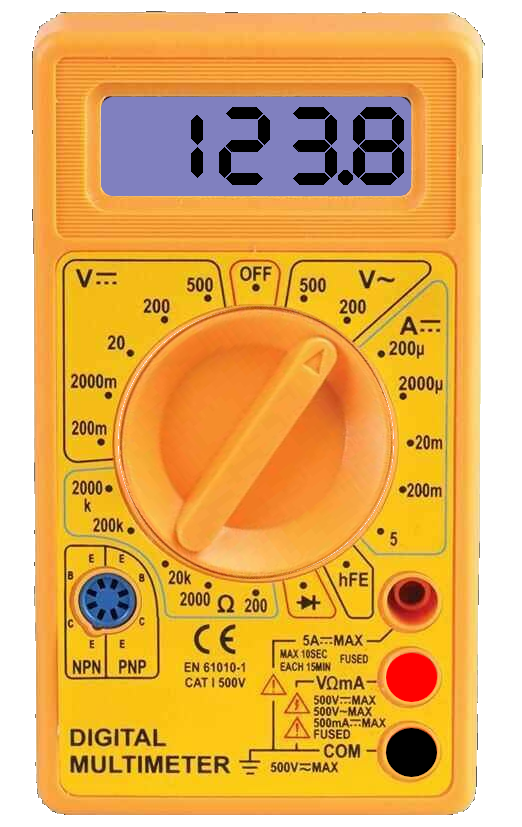 123.8
V⎓ 500 OFF 500 V~
200 200
A⎓
20 200µ
2000m 2000µ
200m 20m
2000 k 200m
200k 5
20k 2000 Ω 200 hFE
E E
B B
C C
E E
NPN PNP
CE
EN 61010-1
CAT I 500V
5A⎓MAX
MAX 10SEC
EACH 15MIN FUSED
VΩmA
500V⎓MAX
500V~MAX
500mA⎓MAX
FUSED
COM
500V≂MAX
DIGITAL
MULTIMETER